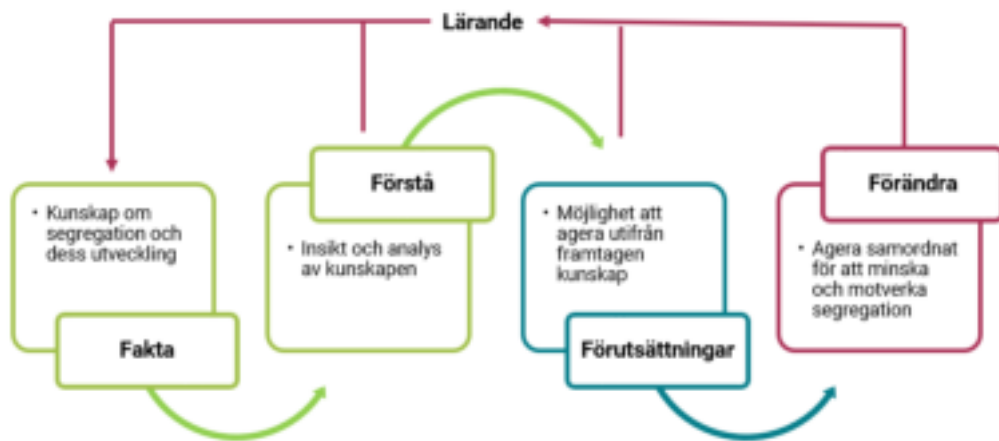 Lärande
• Kunskap om
segregation och
dess utveckling
Fakta
Förstå
• Insikt och analys
av kunskapen
• Möjlighet att
agera utifrån
framtagen
kunskap
Förutsättningar
Förändra
• Agera samordnat
för att minska
och motverka
segregation